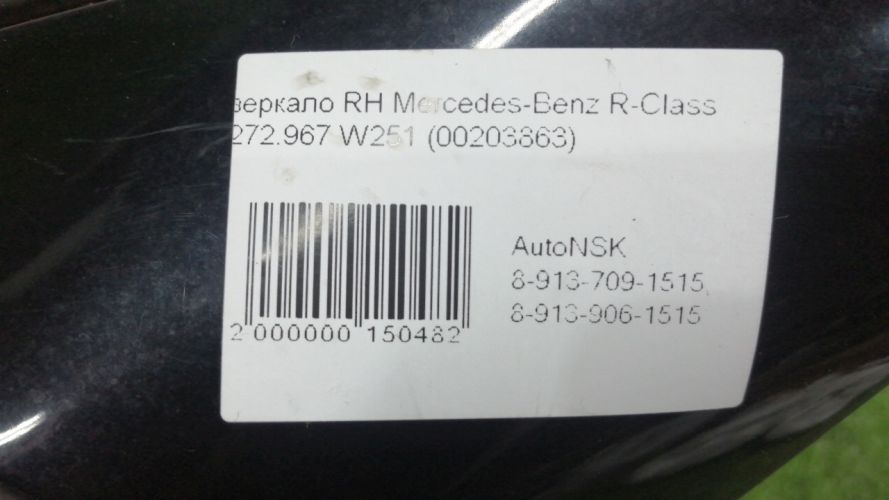 зеркало RH Mercedes-Benz R-Class
272.967 W251 (00203863)
AutoNSK
8-913-709-1515,
8-913-906-1515
2 000000 150482